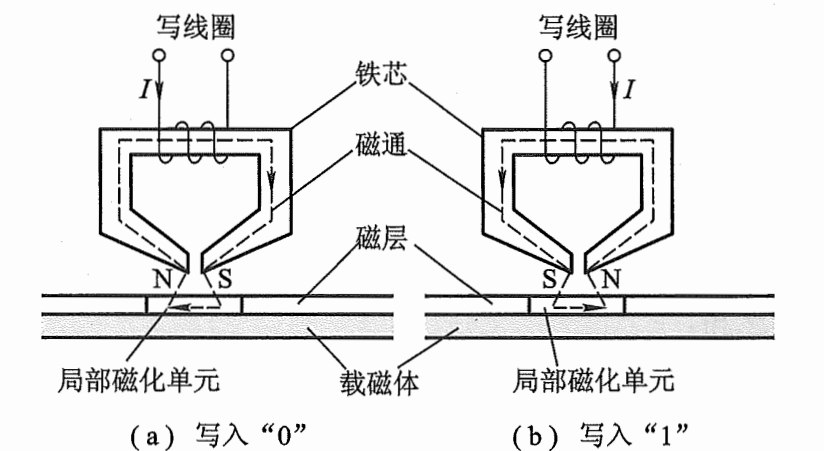 写线圈 写线圈
I 铁芯 I
磁通
磁层
N S S N
局部磁化单元 载磁体 局部磁化单元
(a) 写入“0” (b) 写入“1”